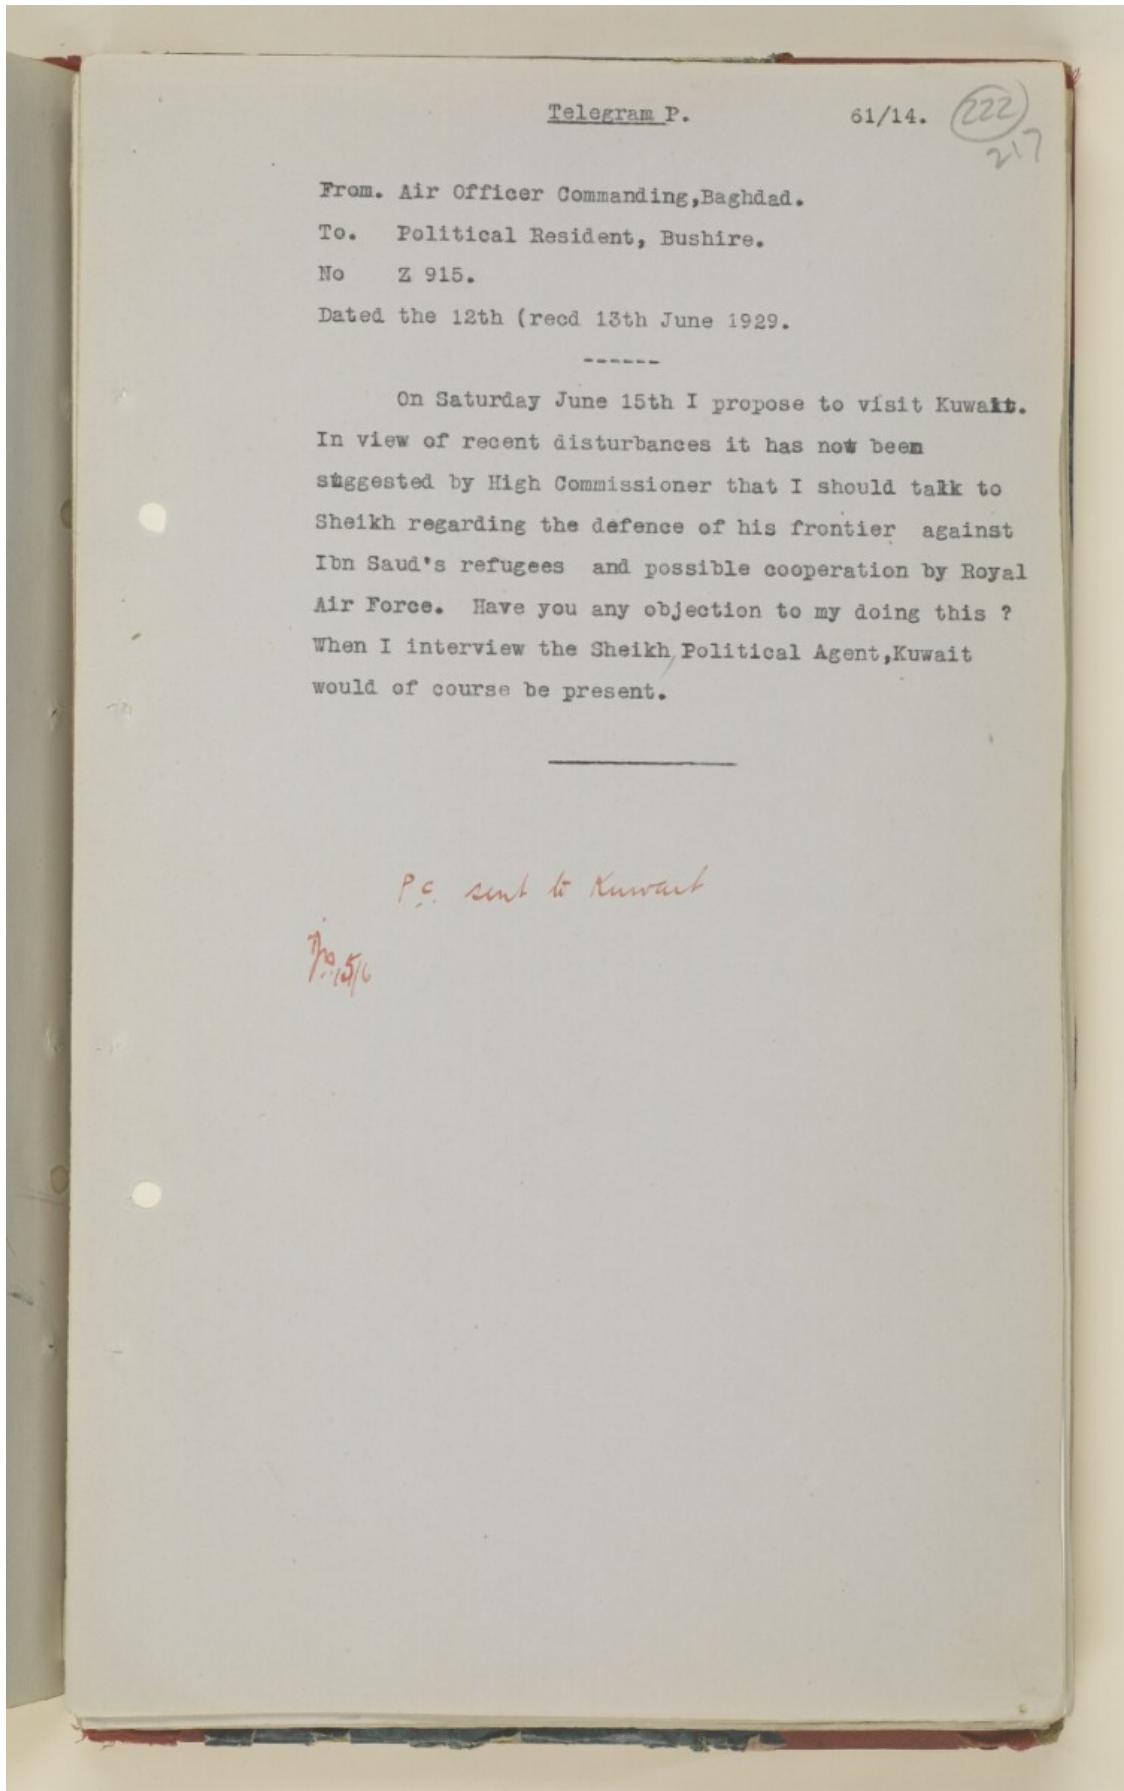 Telegram P. 61/14. 222
217
From. Air Officer Commanding,Baghdad.
To. Political Resident, Bushire.
No Z 915.
Dated the 12th (recd 13th June 1929.
------
On Saturday June 15th I propose to visit Kuwait.
In view of recent disturbances it has now been
suggested by High Commissioner that I should talk to
Sheikh regarding the defence of his frontier against
Ibn Saud's refugees and possible cooperation by Royal
Air Force. Have you any objection to my doing this ?
When I interview the Sheikh, Political Agent,Kuwait
would of course be present.
P.C. sent to Kuwait
15/6